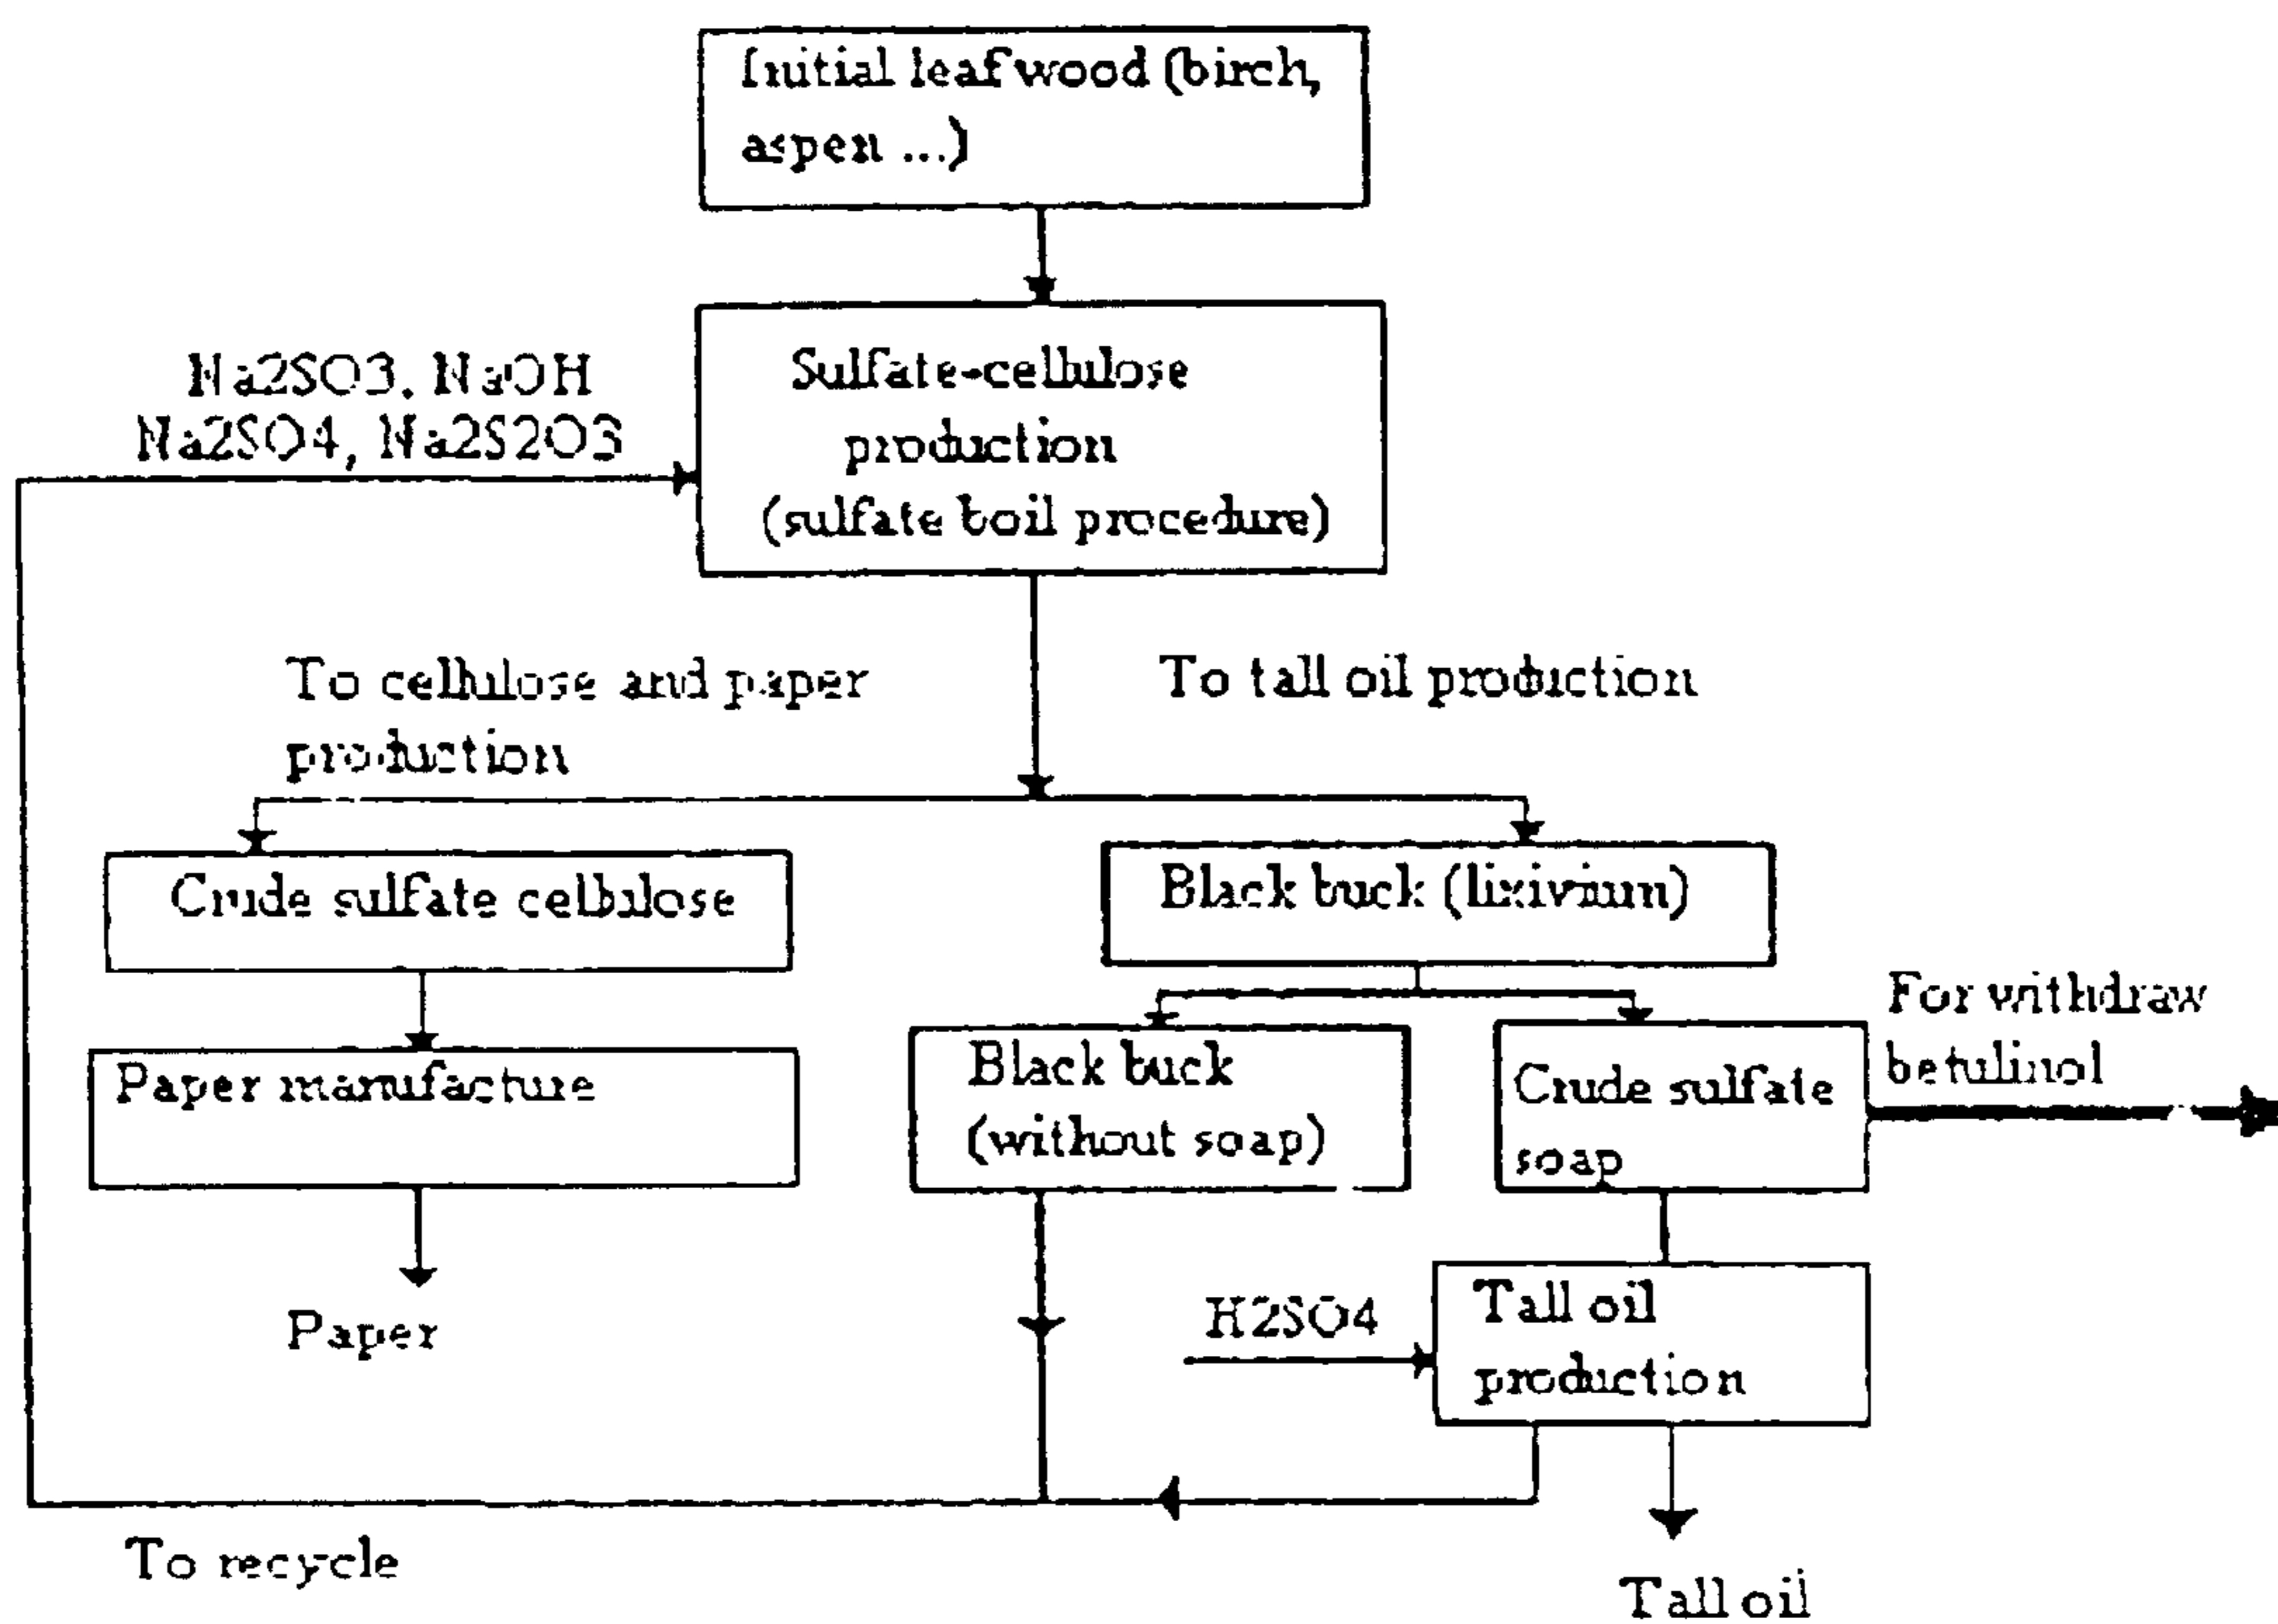 Initial leaf wood (birch,
aspen ...)
Na2SO3, NaOH
Na2SO4, Na2S2O3
Sulfate-cellulose
production
(sulfate boil procedure)
To cellulose and paper
production
To tall oil production
Crude sulfate cellulose
Black buck (lixivium)
Paper manufacture
Black buck
(without soap)
Crude sulfate
soap
For withdraw
betulinol
Paper
H2SO4
Tall oil
production
To recycle
Tall oil